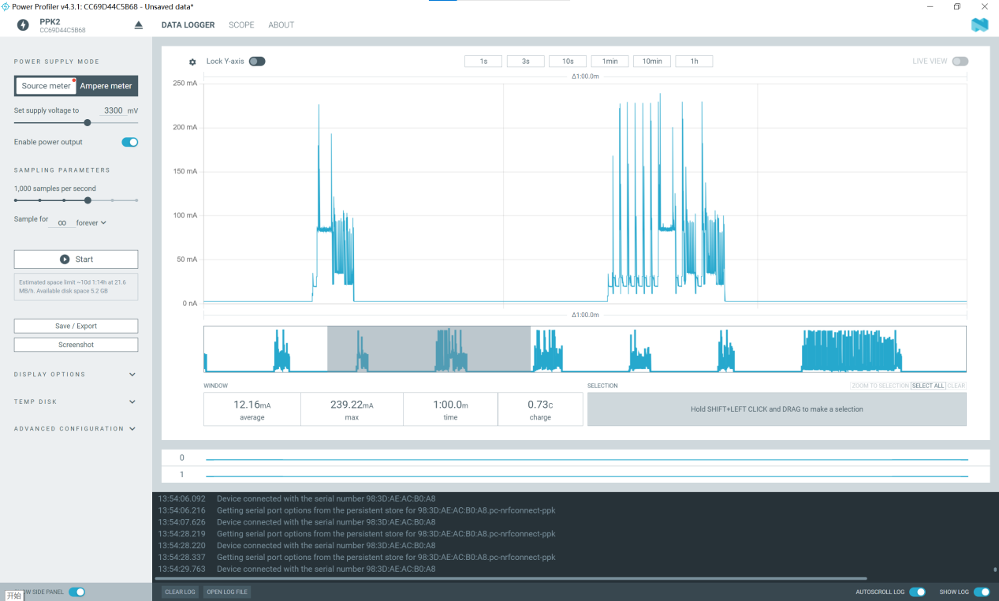 Power Profiler v4.3.1: CC69D44C5B68 - Unsaved data*
PPK2
CC69D44C5B68
DATA LOGGER SCOPE ABOUT
POWER SUPPLY MODE
Source meter Ampere meter
Set supply voltage to 3300 mV
Enable power output
SAMPLING PARAMETERS
1,000 samples per second
Sample for ∞ forever
Start
Estimated space limit ~10d 1:14h at 21.6
MB/h. Available disk space 5.2 GB
Save / Export
Screenshot
DISPLAY OPTIONS
TEMP DISK
ADVANCED CONFIGURATION
Lock Y-axis 1s 3s 10s 1min 10min 1h LIVE VIEW
Δ1:00.0m
250 mA
200 mA
150 mA
100 mA
50 mA
0 nA
Δ1:00.0m
WINDOW
12.16mA
average
239.22mA
max
1:00.0m
time
0.73C
charge
SELECTION ZOOM TO SELECTION SELECT ALL CLEAR
Hold SHIFT+LEFT CLICK and DRAG to make a selection
0
1
13:54:06.092 Device connected with the serial number 98:3D:AE:AC:B0:A8
13:54:06.216 Getting serial port options from the persistent store for 98:3D:AE:AC:B0:A8.pc-nrfconnect-ppk
13:54:07.626 Device connected with the serial number 98:3D:AE:AC:B0:A8
13:54:28.219 Getting serial port options from the persistent store for 98:3D:AE:AC:B0:A8.pc-nrfconnect-ppk
13:54:28.220 Device connected with the serial number 98:3D:AE:AC:B0:A8
13:54:28.337 Getting serial port options from the persistent store for 98:3D:AE:AC:B0:A8.pc-nrfconnect-ppk
13:54:29.763 Device connected with the serial number 98:3D:AE:AC:B0:A8
开始 OW SIDE PANEL CLEAR LOG OPEN LOG FILE AUTOSCROLL LOG SHOW LOG